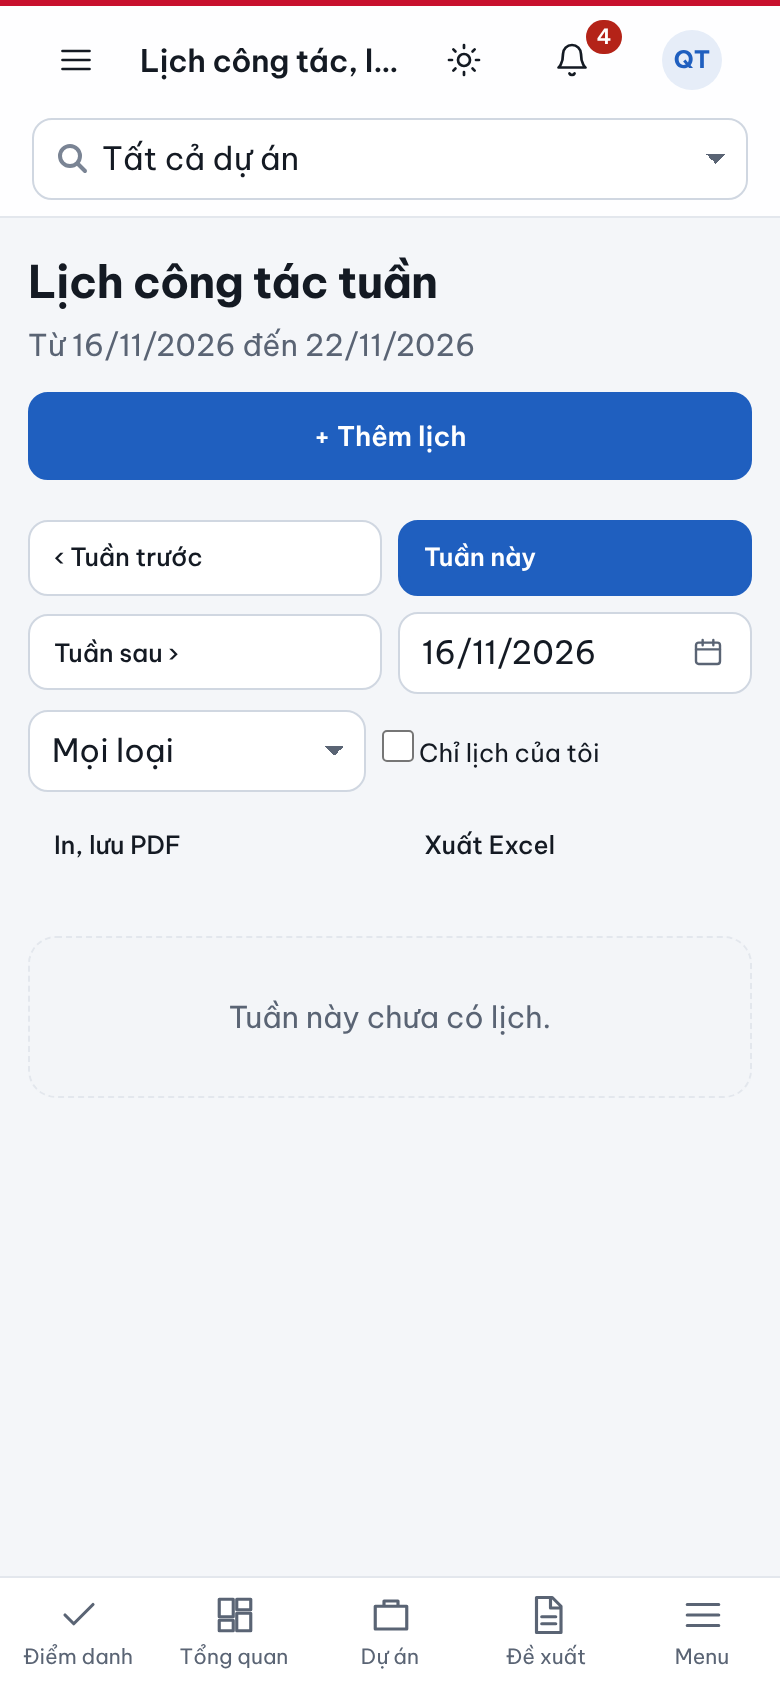 Lịch công tác, l...
4
QT
Tất cả dự án
Lịch công tác tuần
Từ 16/11/2026 đến 22/11/2026
+ Thêm lịch
‹ Tuần trước
Tuần này
Tuần sau ›
16/11/2026
Mọi loại
Chỉ lịch của tôi
In, lưu PDF
Xuất Excel
Tuần này chưa có lịch.
Điểm danh
Tổng quan
Dự án
Đề xuất
Menu